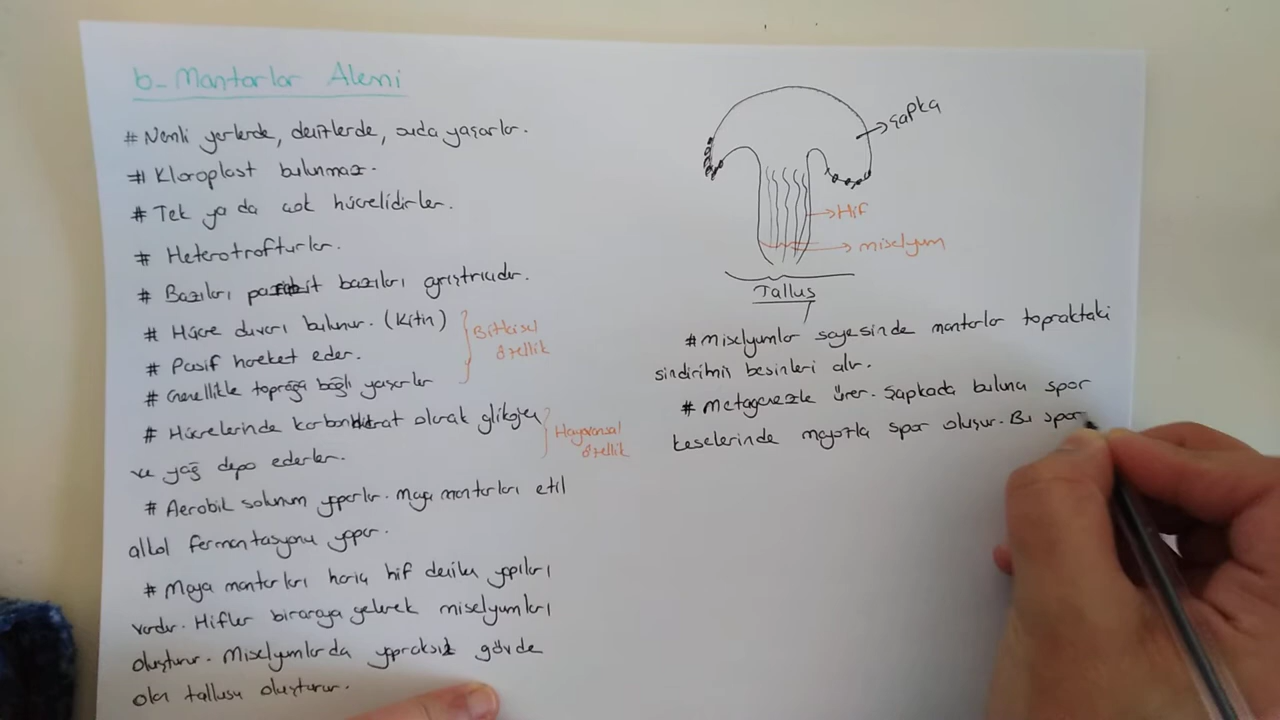 b- Mantarlar Alemi
# Nemli yerlerde, denizlerde, suda yaşarlar.
# Kloroplast bulunmaz.
# Tek ya da çok hücrelidirler.
# Heterotrofturlar.
# Bazıları parazit bazıları çürütücüdür.
# Hücre duvarı bulunur. (Kitin)
# Pasif hareket eder.
# Genellikle toprağa bağlı yaşarlar
Bitkisel
özellik
# Hücrelerinde karbonhidrat olarak glikojen
ve yağ depo ederler.
Hayvansal
özellik
# Aerobik solunum yaparlar. Maya mantarları etil
alkol fermantasyonu yapar.
# Maya mantarları hariç hif denilen yapıları
vardır. Hifler biraraya gelerek miselyumları
oluşturur. Miselyumlarda yapraksız gövde
olan tallusu oluşturur.
şapka
Hif
miselyum
Tallus
# Miselyumlar sayesinde mantarlar topraktaki
sindirilmiş besinleri alır.
# Metagenezle ürer. Şapkada buluna spor
keselerinde mayozla spor oluşur. Bu spor